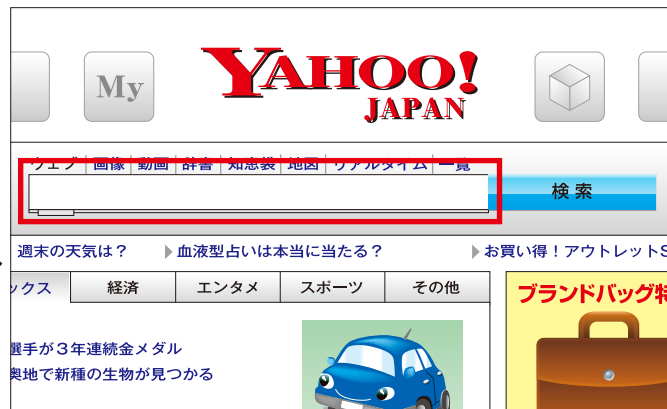 My
YAHOO!
JAPAN
ウェブ 画像 動画 辞書 知恵袋 地図 リアルタイム 一覧
検索
週末の天気は？ 血液型占いは本当に当たる？ お買い得！アウトレットS
ックス 経済 エンタメ スポーツ その他
ブランドバッグ特
選手が３年連続金メダル
奥地で新種の生物が見つかる